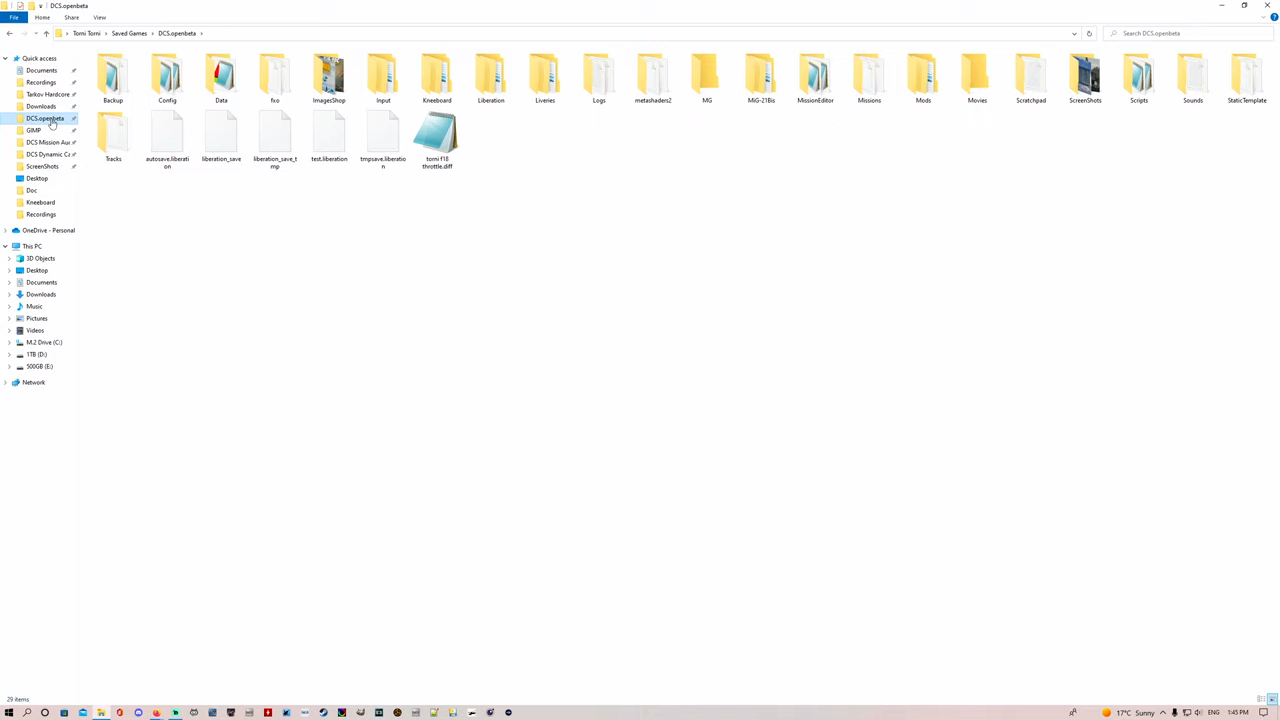 DCS.openbeta
File Home Share View
Torni Torni > Saved Games > DCS.openbeta >
Search DCS.openbeta
Quick access
Documents
Recordings
Tarkov Hardcore
Downloads
DCS.openbeta
GIMP
DCS Mission Au
DCS Dynamic Ca
ScreenShots
Desktop
Doc
Kneeboard
Recordings
OneDrive - Personal
This PC
3D Objects
Desktop
Documents
Downloads
Music
Pictures
Videos
M.2 Drive (C:)
1TB (D:)
500GB (E:)
Network
Backup Config Data fxo ImagesShop Input Kneeboard Liberation Liveries Logs metashaders2 MG MiG-21Bis MissionEditor Missions Mods Movies Scratchpad ScreenShots Scripts Sounds StaticTemplate
Tracks autosave.liberati liberation_save liberation_save_t test.liberation tmpsave.liberatio torni f18
on mp n throttle.diff
29 items
17°C Sunny ENG 1:45 PM